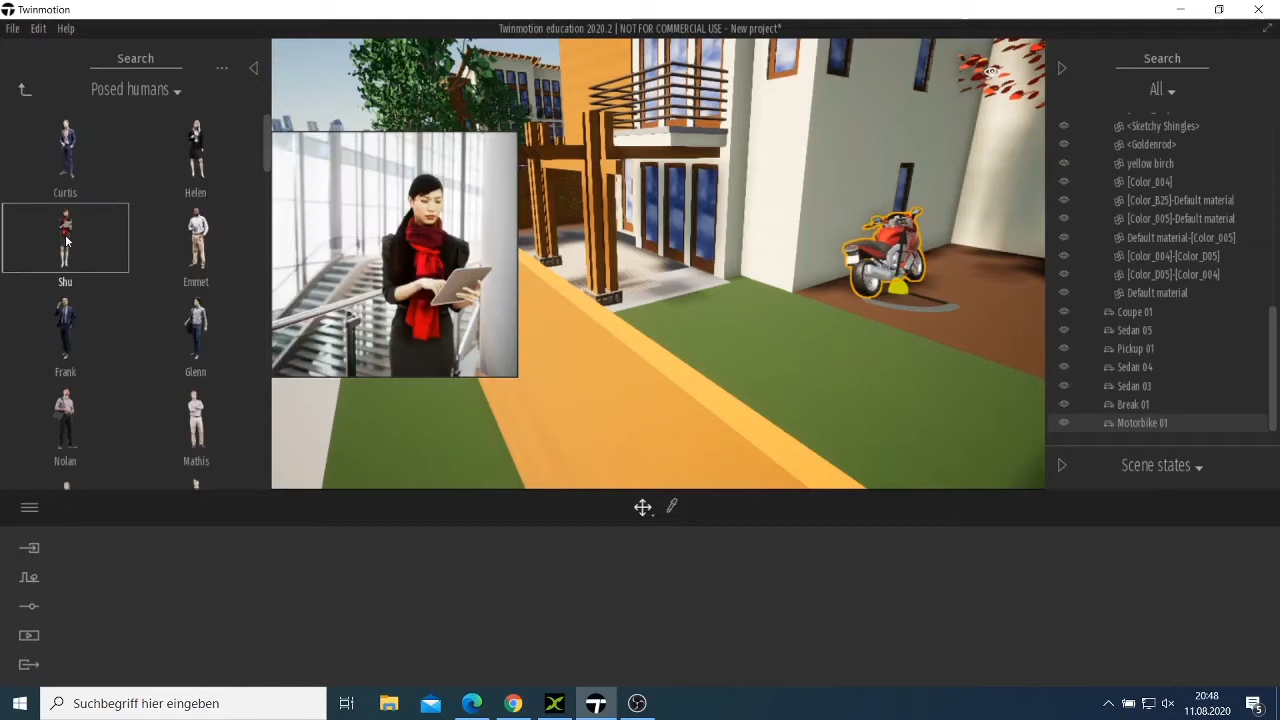 Twinmotion
File Edit Help
Twinmotion education 2020.2 | NOT FOR COMMERCIAL USE - New project*
Search
...
Posed humans
Curtis Helen
Shu Emmet
Frank Glenn
Nolan Mathis
Search
All
<Sketchy Shingles>
<Goldenrod>
yellow birch
[Color_004]
[Color_B25]-Default material
[Color_005]-Default material
Default material-[Color_005]
[Color_004]-[Color_D05]
[Color_D05]-[Color_004]
Default material
Coupe 01
Sedan 05
Pickup 01
Sedan 04
Sedan 03
Break 01
Motorbike 01
Scene states
Suchbegriff hier eingeben
20:48
11.08.2020
5